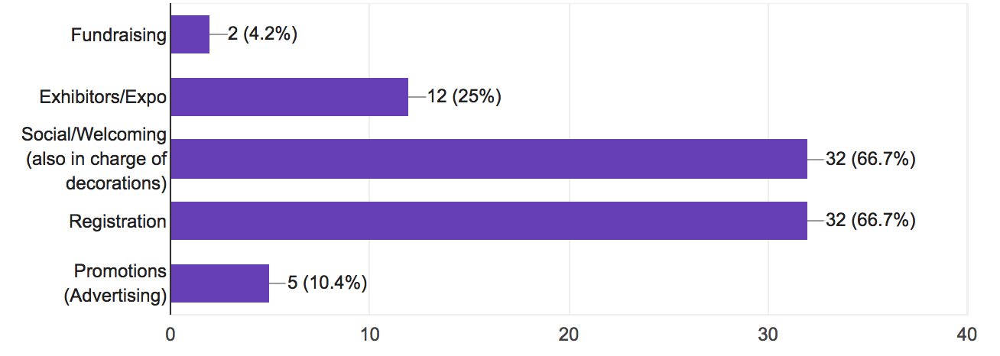 Fundraising
2 (4.2%)
Exhibitors/Expo
12 (25%)
Social/Welcoming
(also in charge of
decorations)
32 (66.7%)
Registration
32 (66.7%)
Promotions
(Advertising)
5 (10.4%)
0 10 20 30 40